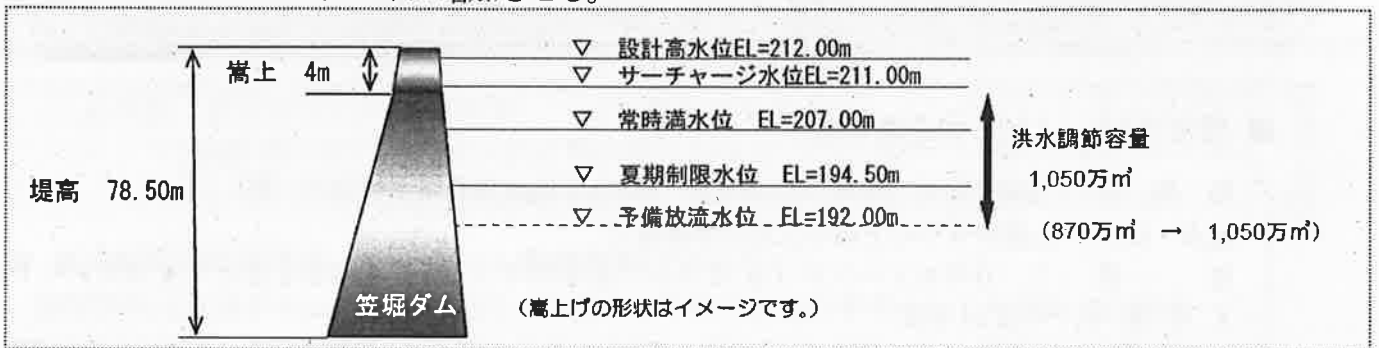 ▽ 設計高水位EL=212.00m
嵩上 4m
▽ サーチャージ水位EL=211.00m
▽ 常時満水位 EL=207.00m
洪水調節容量
▽ 夏期制限水位 EL=194.50m
1,050万㎥
堤高 78.50m
▽ 予備放流水位 EL=192.00m
(870万㎥ → 1,050万㎥)
笠堀ダム
(嵩上げの形状はイメージです。)